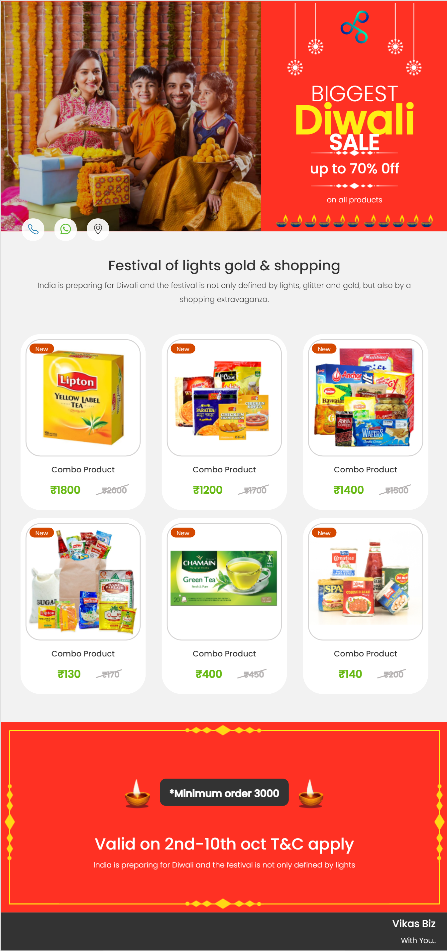 BIGGEST
Diwali
SALE
up to 70% Off
on all products
Festival of lights gold & shopping
India is preparing for Diwali and the festival is not only defined by lights, glitter and gold, but also by a
shopping extravaganza.
New
New
New
Lipton
YELLOW LABEL
TEA
Combo Product
Combo Product
Combo Product
₹1800 ₹2000
₹1200 ₹1700
₹1400 ₹1500
New
New
New
SUGAR
CHAMAIN
Green Tea
SPAM
Combo Product
Combo Product
Combo Product
₹130 ₹170
₹400 ₹450
₹140 ₹200
*Minimum order 3000
Valid on 2nd-10th oct T&C apply
India is preparing for Diwali and the festival is not only defined by lights
Vikas Biz
With You..